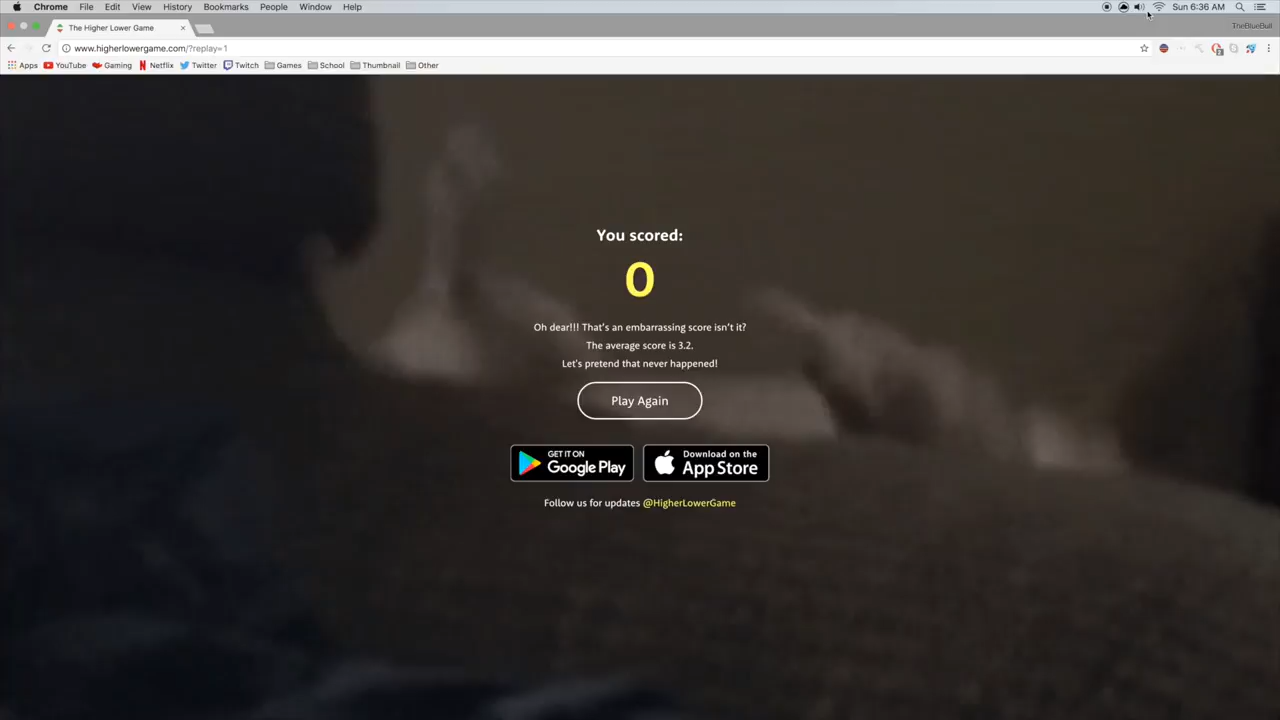 Chrome File Edit View History Bookmarks People Window Help Sun 6:36 AM
The Higher Lower Game TheBlueBull
www.higherlowergame.com/?replay=1
Apps YouTube Gaming Netflix Twitter Twitch Games School Thumbnail Other
You scored:
0
Oh dear!!! That's an embarrassing score isn't it?
The average score is 3.2.
Let's pretend that never happened!
Play Again
GET IT ON
Google Play
Download on the
App Store
Follow us for updates @HigherLowerGame